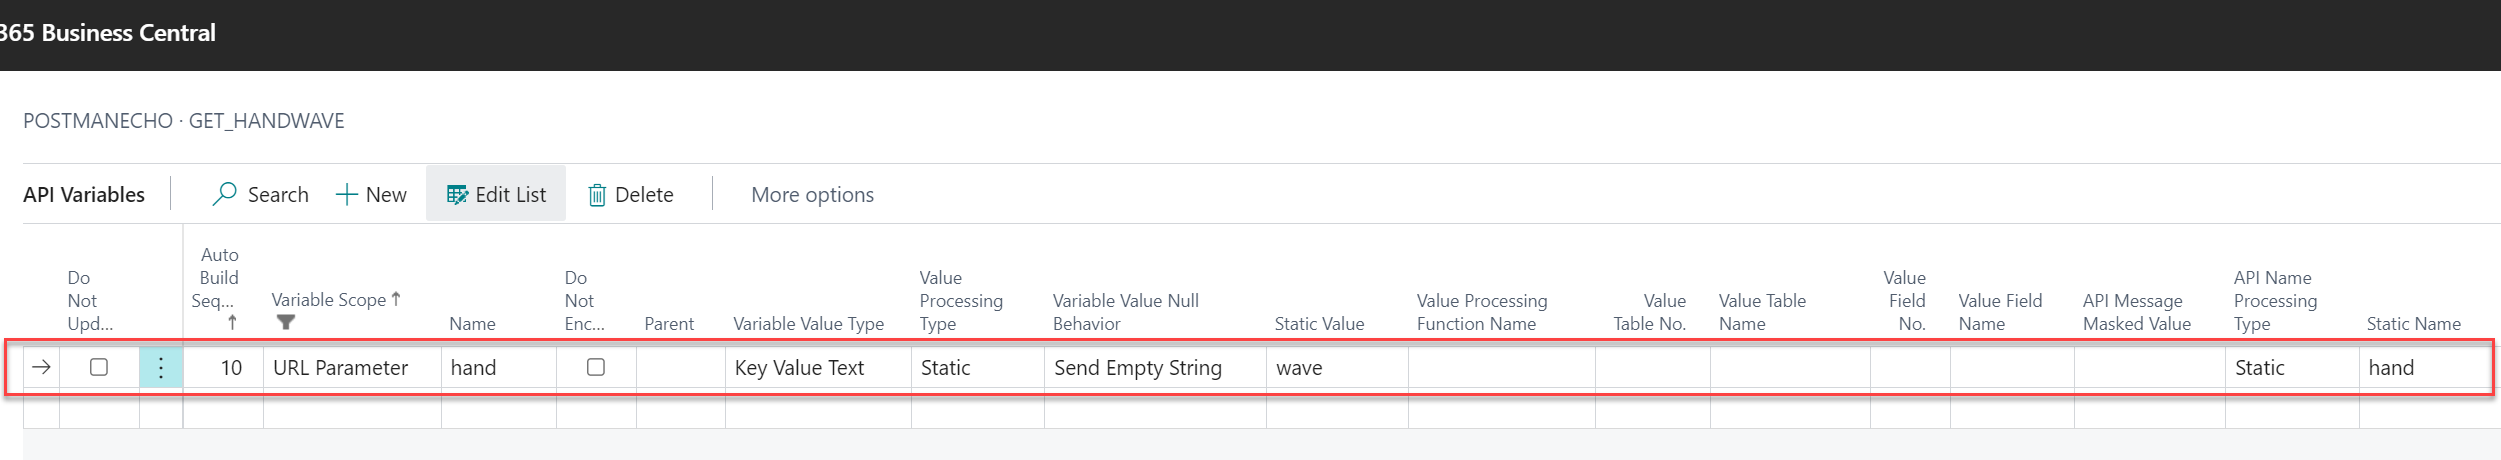 365 Business Central
POSTMANECHO · GET_HANDWAVE
API Variables Search New Edit List Delete More options
Do Not Upd... Auto Build Seq... ↑ Variable Scope ↑ Name Do Not Enc... Parent Variable Value Type Value Processing Type Variable Value Null Behavior Static Value Value Processing Function Name Value Table No. Value Table Name Value Field No. Value Field Name API Message Masked Value API Name Processing Type Static Name
10 URL Parameter hand Key Value Text Static Send Empty String wave Static hand